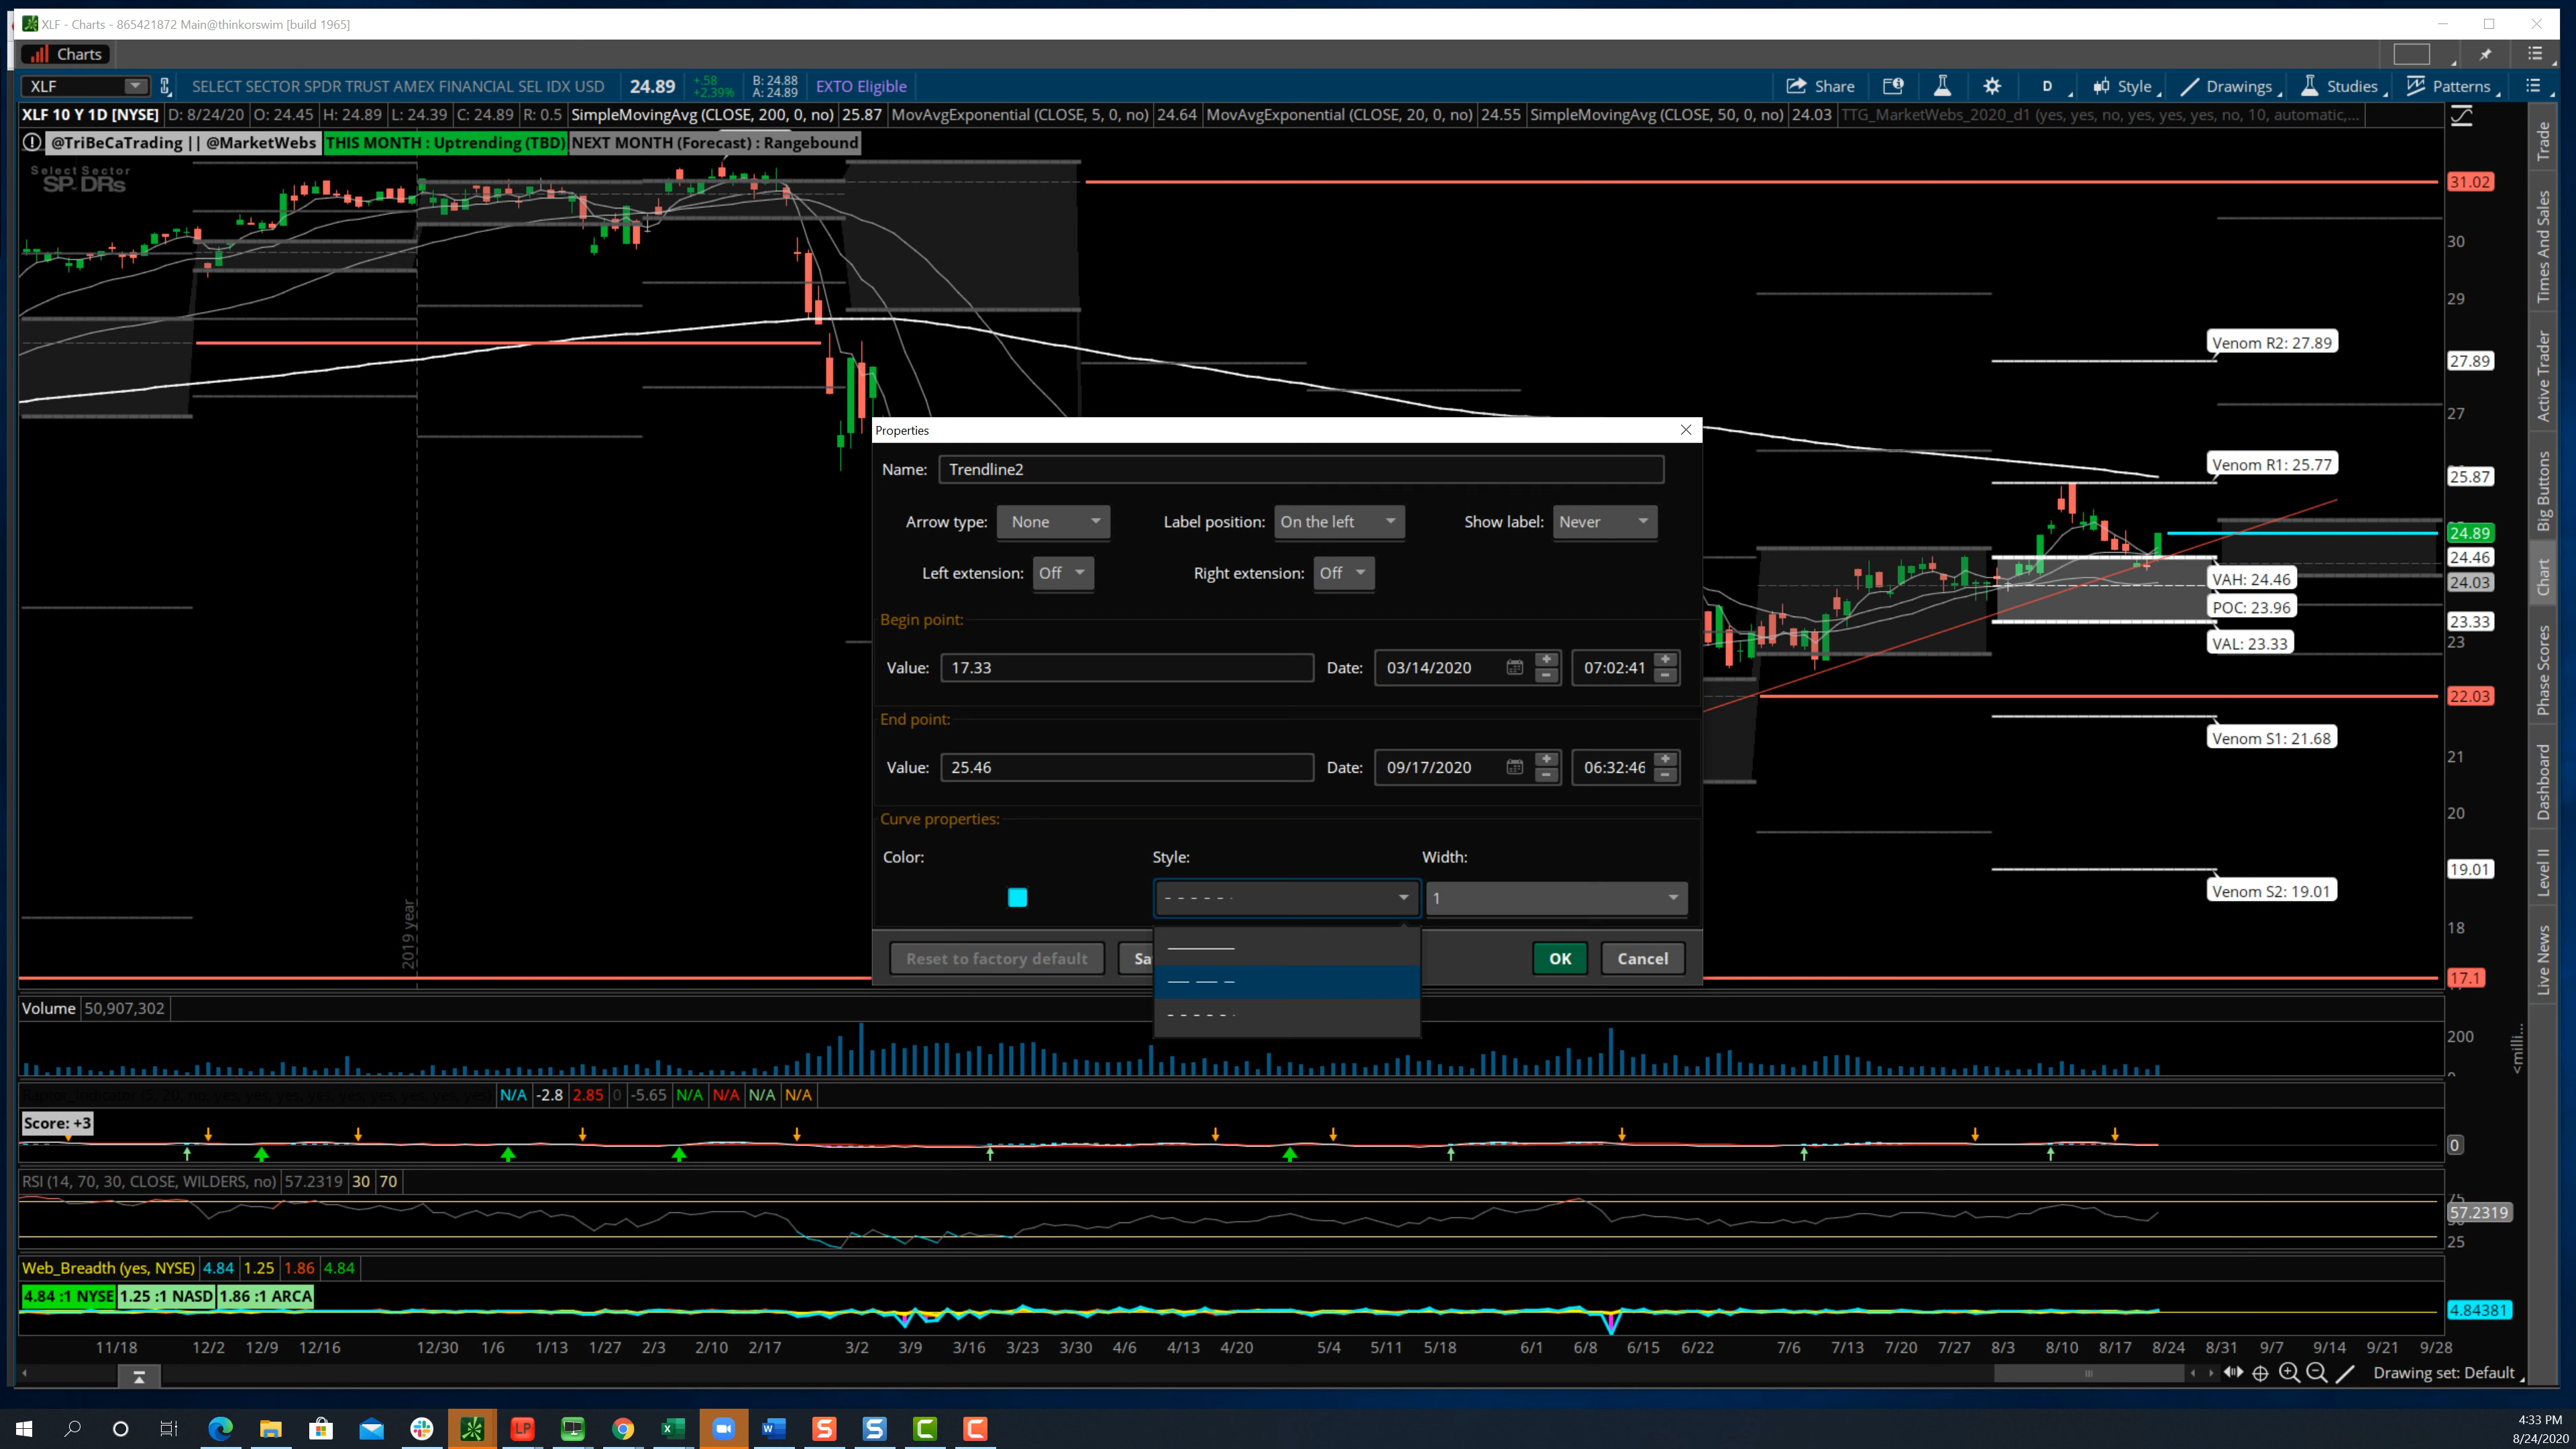 XLF - Charts - 865421872 Main@thinkorswim [build 1965]
Charts
XLF SELECT SECTOR SPDR TRUST AMEX FINANCIAL SEL IDX USD 24.89 +.58 +2.39% B: 24.88 A: 24.89 EXTO Eligible Share D Style Drawings Studies Patterns
XLF 10 Y 1D [NYSE] D: 8/24/20 O: 24.45 H: 24.89 L: 24.39 C: 24.89 R: 0.5 SimpleMovingAvg (CLOSE, 200, 0, no) 25.87 MovAvgExponential (CLOSE, 5, 0, no) 24.64 MovAvgExponential (CLOSE, 20, 0, no) 24.55 SimpleMovingAvg (CLOSE, 50, 0, no) 24.03 TTG_MarketWebs_2020_d1 (yes, yes, no, yes, yes, yes, no, 10, automatic,...
@TriBeCaTrading || @MarketWebs THIS MONTH : Uptrending (TBD) NEXT MONTH (Forecast) : Rangebound
Select Sector
SPDRs
31.02
30
29
Venom R2: 27.89
27.89
27
Venom R1: 25.77
25.87
24.89
24.46
VAH: 24.46
24.03
POC: 23.96
23.33
VAL: 23.33
23
22.03
Venom S1: 21.68
21
20
19.01
Venom S2: 19.01
18
17.1
2019 year
Properties
Name: Trendline2
Arrow type: None Label position: On the left Show label: Never
Left extension: Off Right extension: Off
Begin point:
Value: 17.33 Date: 03/14/2020 07:02:41
End point:
Value: 25.46 Date: 09/17/2020 06:32:46
Curve properties:
Color: Style: Width:
1
Reset to factory default Sa OK Cancel
Trade
Times And Sales
Active Trader
Big Buttons
Chart
Phase Scores
Dashboard
Level II
Live News
Volume 50,907,302
200
<milli...
N/A -2.8 2.85 0 -5.65 N/A N/A N/A N/A
Score: +3
0
RSI (14, 70, 30, CLOSE, WILDERS, no) 57.2319 30 70
75
57.2319
25
Web_Breadth (yes, NYSE) 4.84 1.25 1.86 4.84
4.84 :1 NYSE 1.25 :1 NASD 1.86 :1 ARCA
4.84381
11/18 12/2 12/9 12/16 12/30 1/6 1/13 1/27 2/3 2/10 2/17 3/2 3/9 3/16 3/23 3/30 4/6 4/13 4/20 5/4 5/11 5/18 6/1 6/8 6/15 6/22 7/6 7/13 7/20 7/27 8/3 8/10 8/17 8/24 8/31 9/7 9/14 9/21 9/28
Drawing set: Default
LP
4:33 PM
8/24/2020